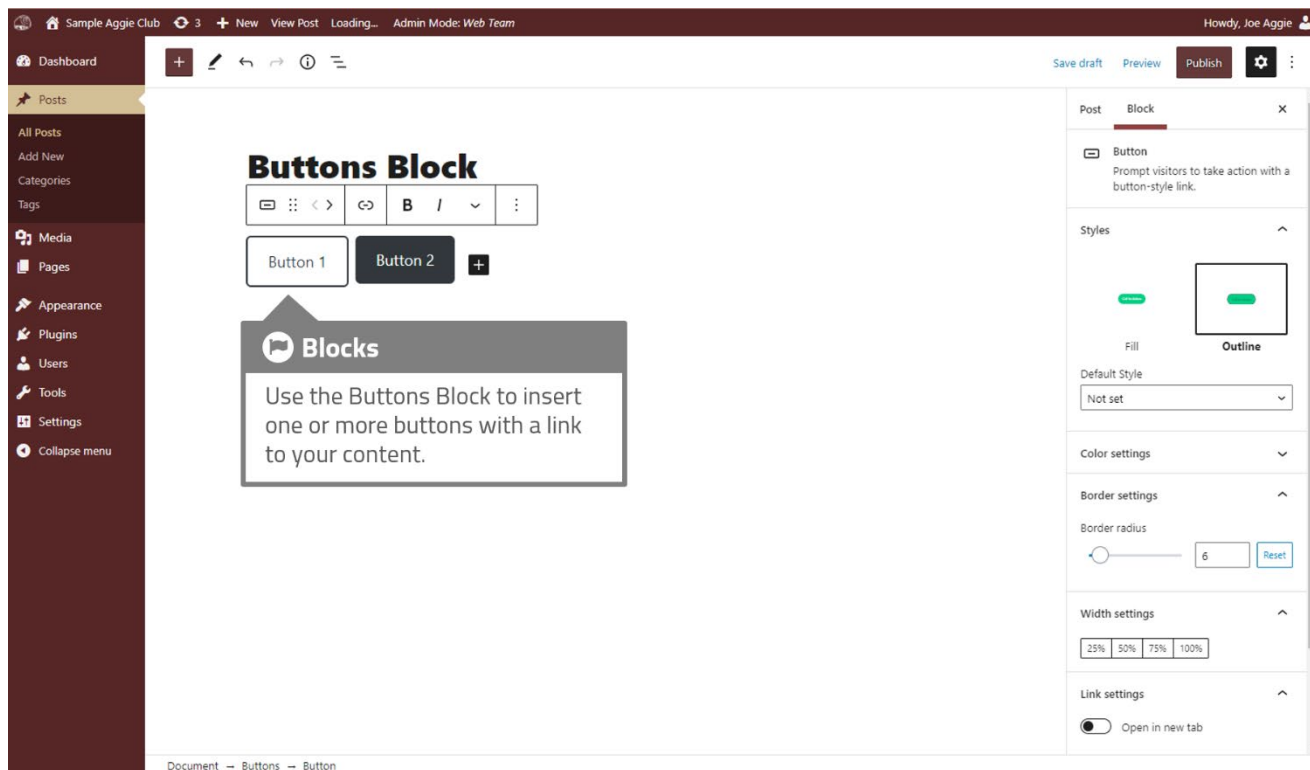 Sample Aggie Club 3 New View Post Loading... Admin Mode: Web Team Howdy, Joe Aggie
Dashboard
Posts
All Posts
Add New
Categories
Tags
Media
Pages
Appearance
Plugins
Users
Tools
Settings
Collapse menu
Save draft Preview Publish
Buttons Block
B I
Button 1 Button 2
Blocks
Use the Buttons Block to insert
one or more buttons with a link
to your content.
Post Block
Button
Prompt visitors to take action with a
button-style link.
Styles
Fill Outline
Default Style
Not set
Color settings
Border settings
Border radius
6 Reset
Width settings
25% 50% 75% 100%
Link settings
Open in new tab
Document → Buttons → Button